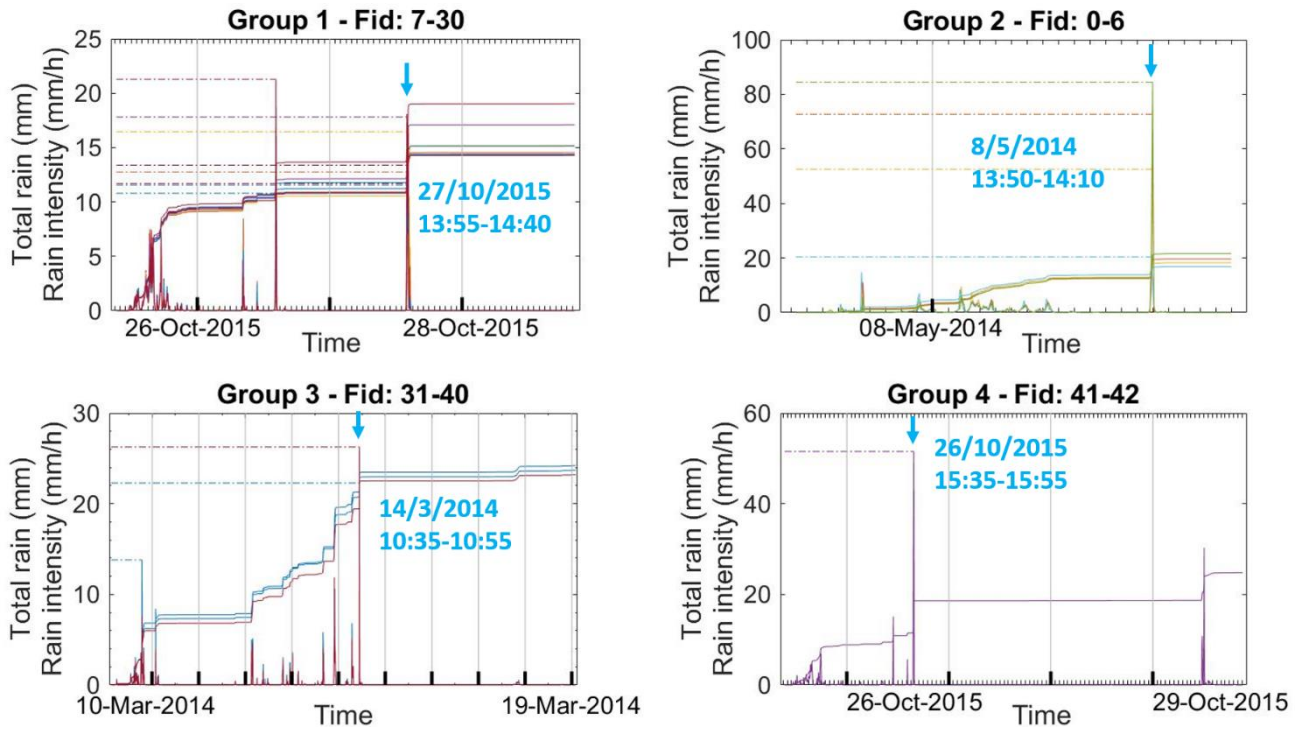 Group 1 - Fid: 7-30
25
20
15
10
5
0
Total rain (mm)
Rain intensity (mm/h)
27/10/2015
13:55-14:40
26-Oct-2015
28-Oct-2015
Time
Group 2 - Fid: 0-6
100
80
60
40
20
0
Total rain (mm)
Rain intensity (mm/h)
8/5/2014
13:50-14:10
08-May-2014
Time
Group 3 - Fid: 31-40
30
20
10
0
Total rain (mm)
Rain intensity (mm/h)
14/3/2014
10:35-10:55
10-Mar-2014
19-Mar-2014
Time
Group 4 - Fid: 41-42
60
40
20
0
Total rain (mm)
Rain intensity (mm/h)
26/10/2015
15:35-15:55
26-Oct-2015
29-Oct-2015
Time